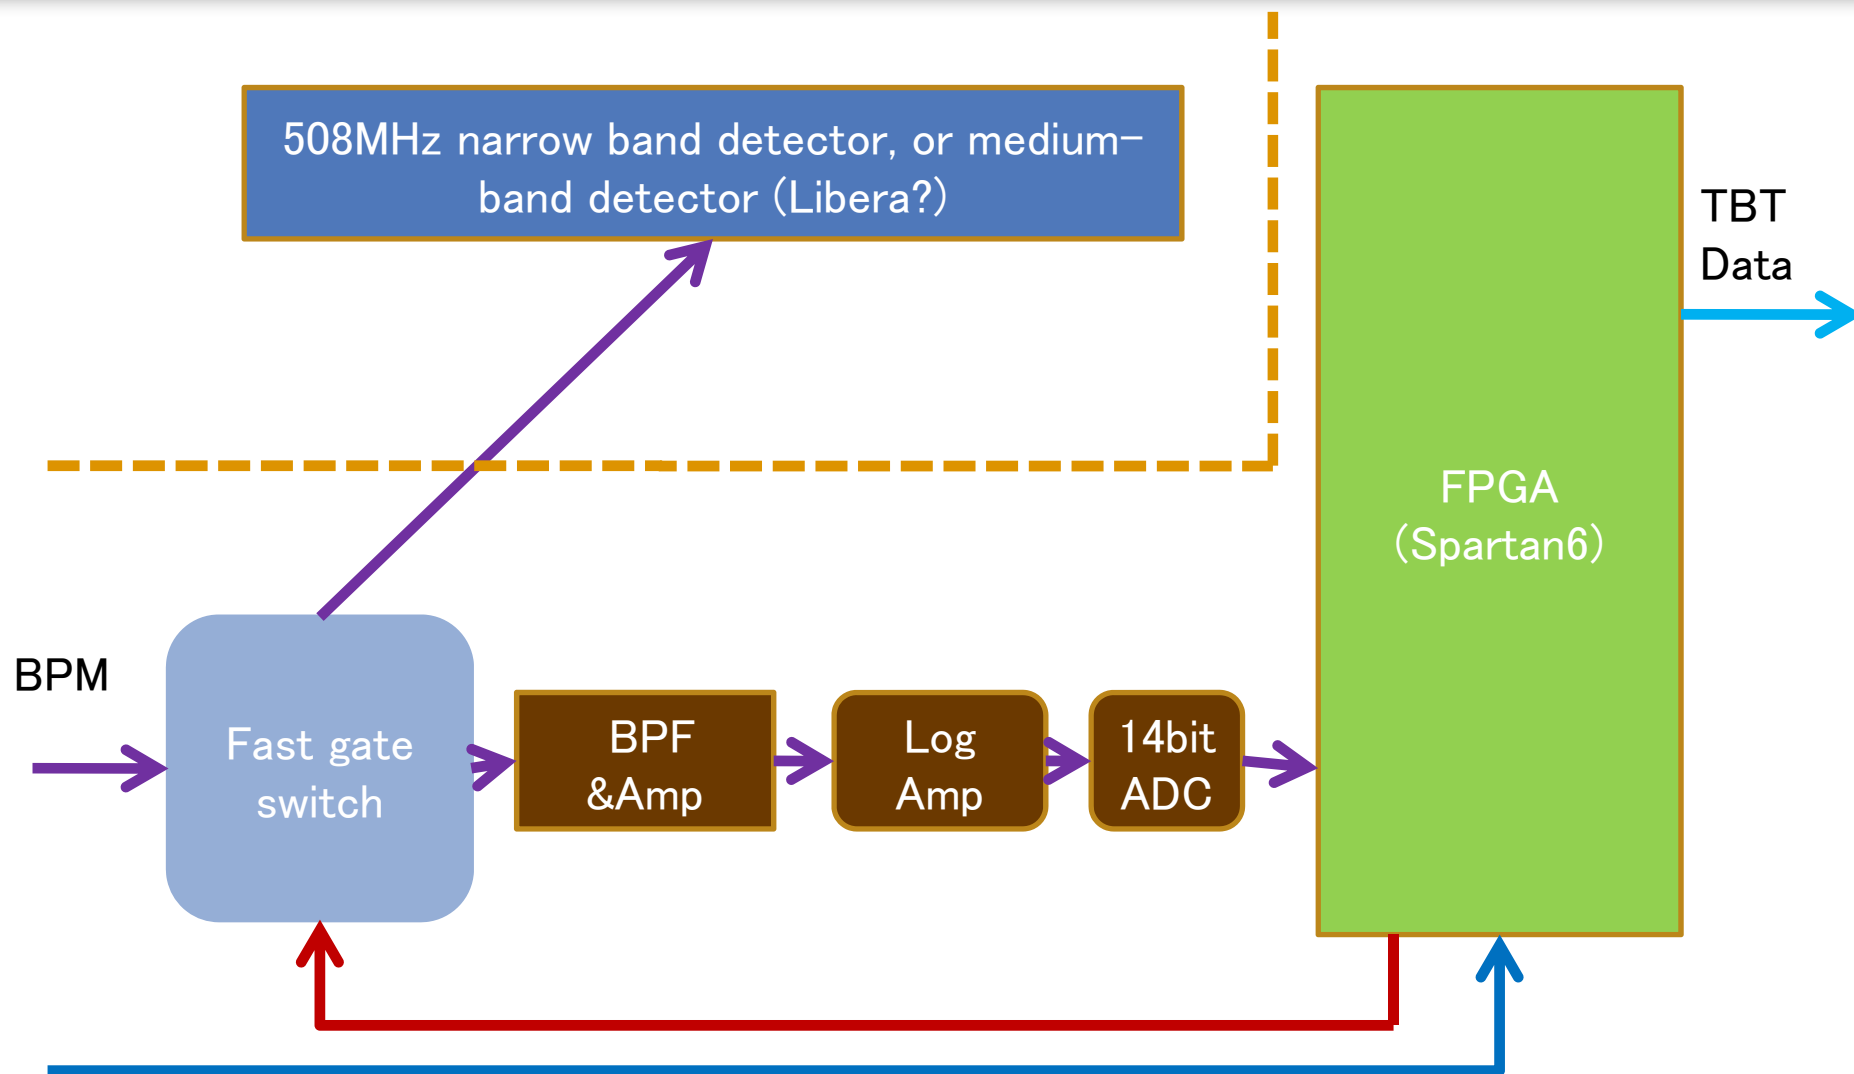 508MHz narrow band detector, or medium-
band detector (Libera?)
TBT
Data
FPGA
(Spartan6)
BPM
Fast gate
switch
BPF
&Amp
Log
Amp
14bit
ADC